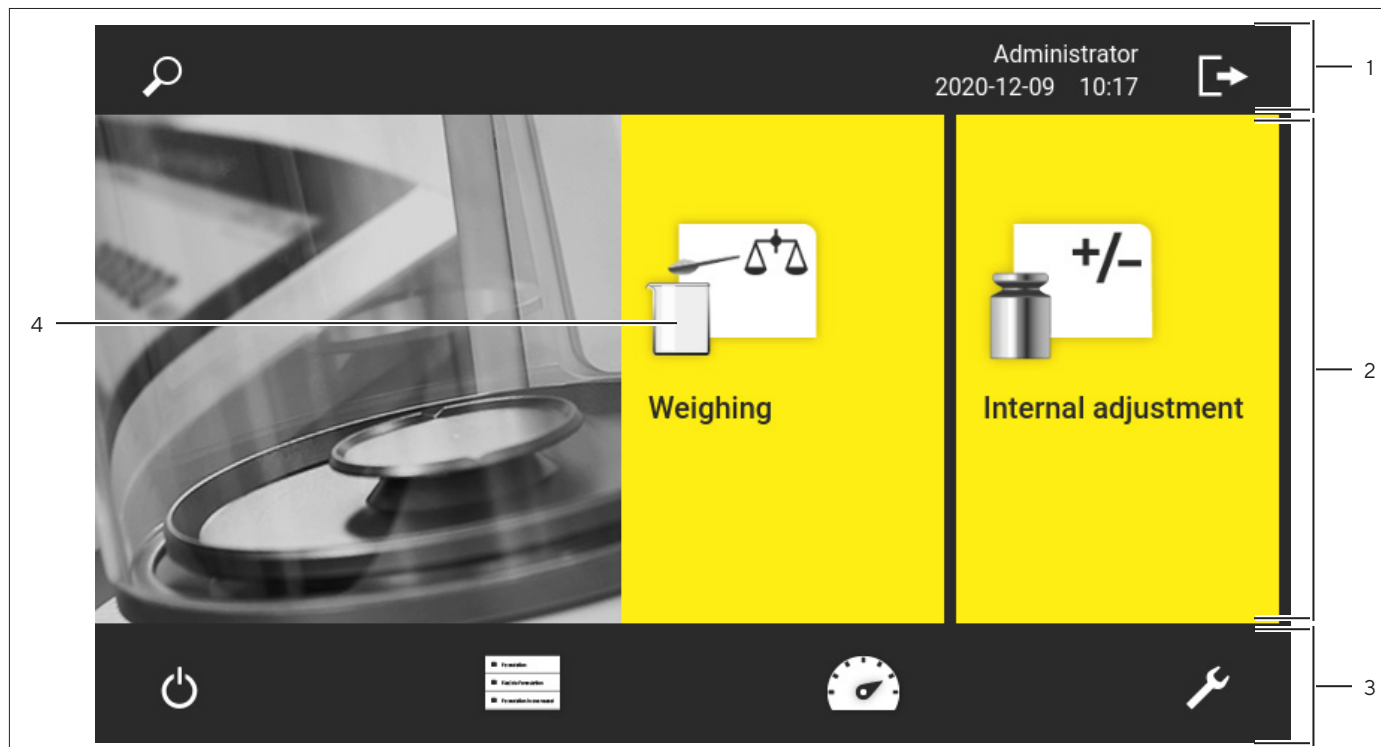 Administrator
2020-12-09 10:17
1
+/−
4
2
Weighing
Internal adjustment
3